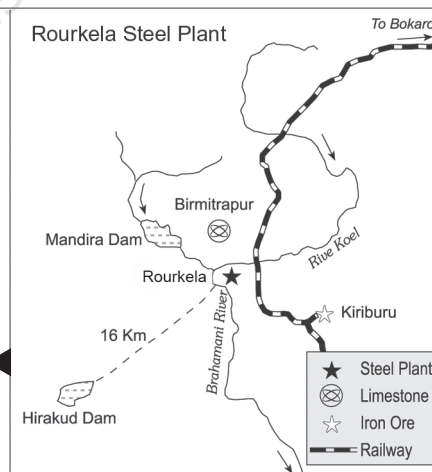 Rourkela Steel Plant
To Bokaro
Birmitrapur
Mandira Dam
Rive Koel
Rourkela
Kiriburu
16 Km
Brahamani River
Hirakud Dam
Steel Plant
Limestone
Iron Ore
Railway